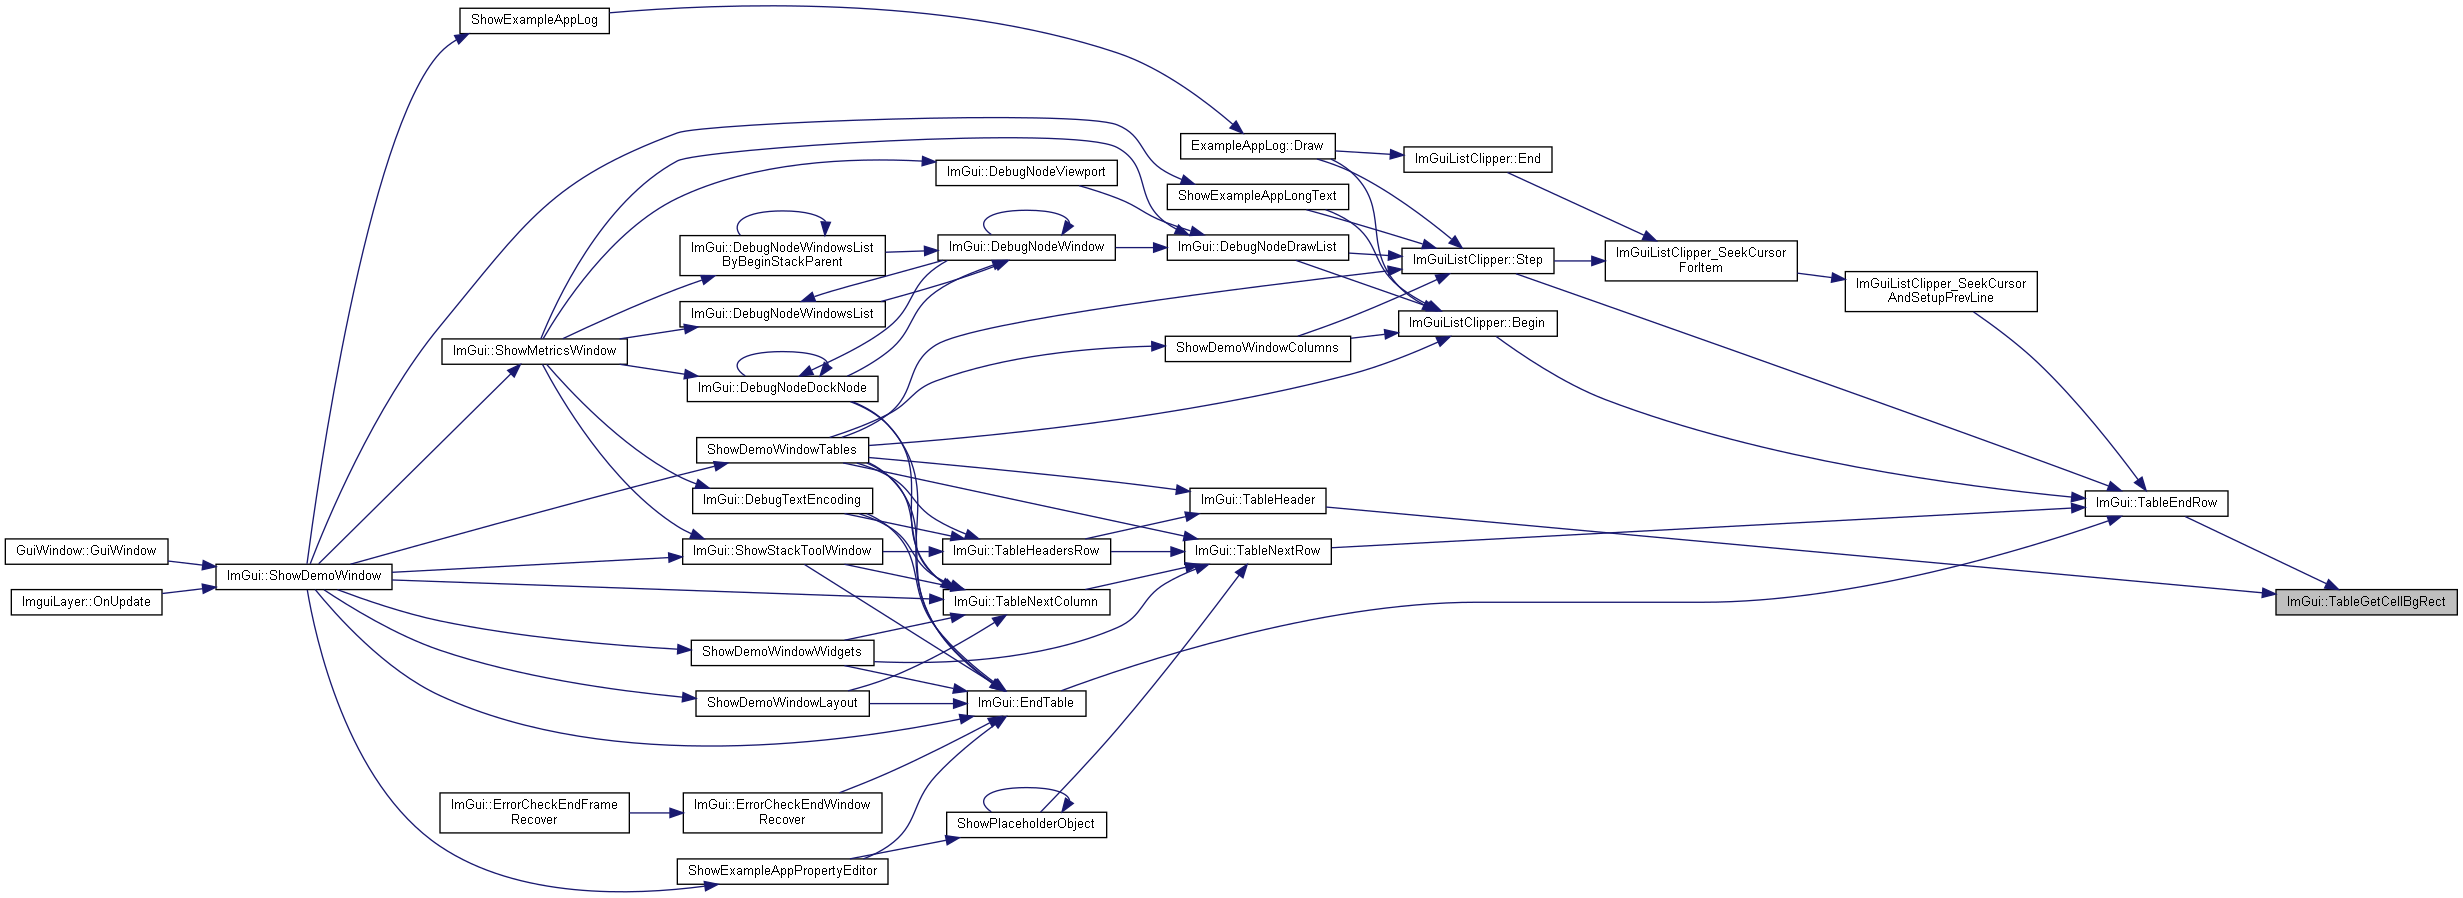 ShowExampleAppLog
ExampleAppLog::Draw
ImGuiListClipper::End
ImGui::DebugNodeViewport
ShowExampleAppLongText
ImGui::DebugNodeWindowsList
ByBeginStackParent
ImGui::DebugNodeWindow
ImGui::DebugNodeDrawList
ImGuiListClipper::Step
ImGuiListClipper_SeekCursor
ForItem
ImGuiListClipper_SeekCursor
AndSetupPrevLine
ImGui::DebugNodeWindowsList
ImGuiListClipper::Begin
ImGui::ShowMetricsWindow
ShowDemoWindowColumns
ImGui::DebugNodeDockNode
ShowDemoWindowTables
ImGui::DebugTextEncoding
ImGui::TableHeader
ImGui::TableEndRow
GuiWindow::GuiWindow
ImGui::ShowStackToolWindow
ImGui::TableHeadersRow
ImGui::TableNextRow
ImGui::ShowDemoWindow
ImguiLayer::OnUpdate
ImGui::TableNextColumn
ImGui::TableGetCellBgRect
ShowDemoWindowWidgets
ShowDemoWindowLayout
ImGui::EndTable
ImGui::ErrorCheckEndFrame
Recover
ImGui::ErrorCheckEndWindow
Recover
ShowPlaceholderObject
ShowExampleAppPropertyEditor